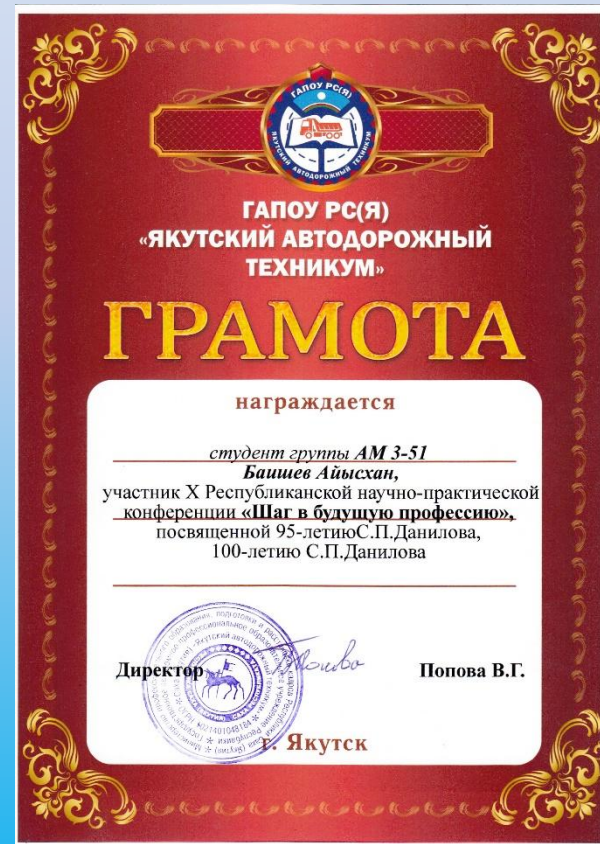 ГАПОУ РС(Я)
ЯКУТСКИЙ АВТОДОРОЖНЫЙ ТЕХНИКУМ
ГАПОУ РС(Я)
«ЯКУТСКИЙ АВТОДОРОЖНЫЙ
ТЕХНИКУМ»
ГРАМОТА
награждается
студент группы АМ 3-51
Баишев Айысхан,
участник X Республиканской научно-практической
конференции «Шаг в будущую профессию»,
посвященной 95-летиюС.П.Данилова,
100-летию С.П.Данилова
Директор
Попова В.Г.
г. Якутск